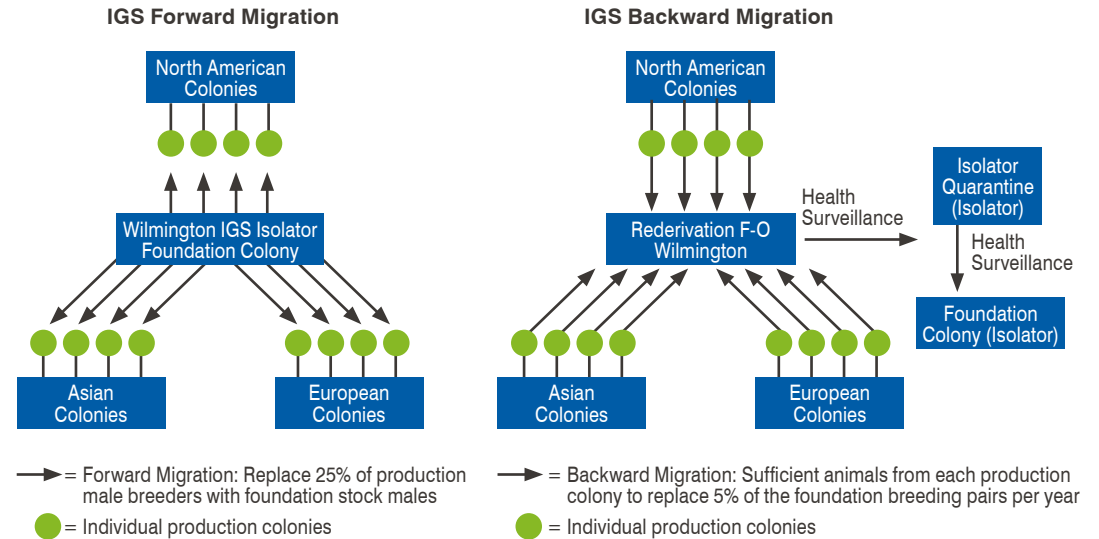 IGS Forward Migration
North American
Colonies
Wilmington IGS Isolator
Foundation Colony
Asian
Colonies
European
Colonies
= Forward Migration: Replace 25% of production
male breeders with foundation stock males
= Individual production colonies
IGS Backward Migration
North American
Colonies
Rederivation F-O
Wilmington
Health
Surveillance
Isolator
Quarantine
(Isolator)
Health
Surveillance
Foundation
Colony (Isolator)
Asian
Colonies
European
Colonies
= Backward Migration: Sufficient animals from each production
colony to replace 5% of the foundation breeding pairs per year
= Individual production colonies